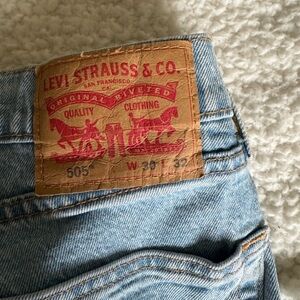 LEVI STRAUSS & CO.
SAN FRANCISCO
CAL
ORIGINAL RIVETED
QUALITY CLOTHING
505 W 30 L 32